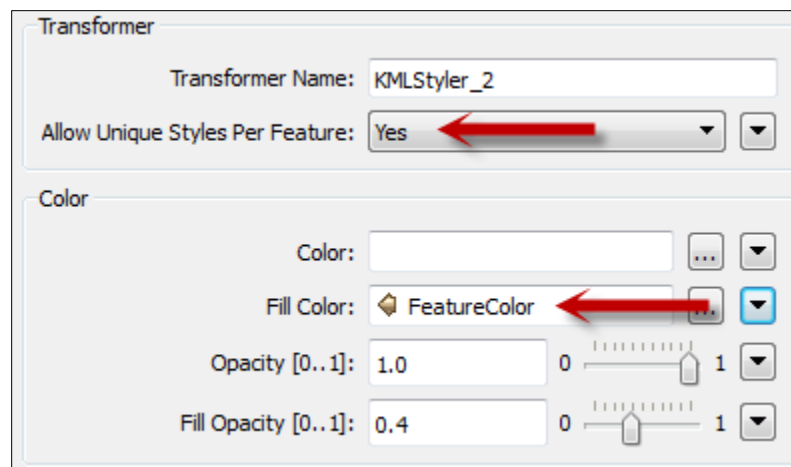 Transformer
Transformer Name: KMLStyler_2
Allow Unique Styles Per Feature: Yes
Color
Color: ...
Fill Color: FeatureColor ...
Opacity [0..1]: 1.0 0 1
Fill Opacity [0..1]: 0.4 0 1